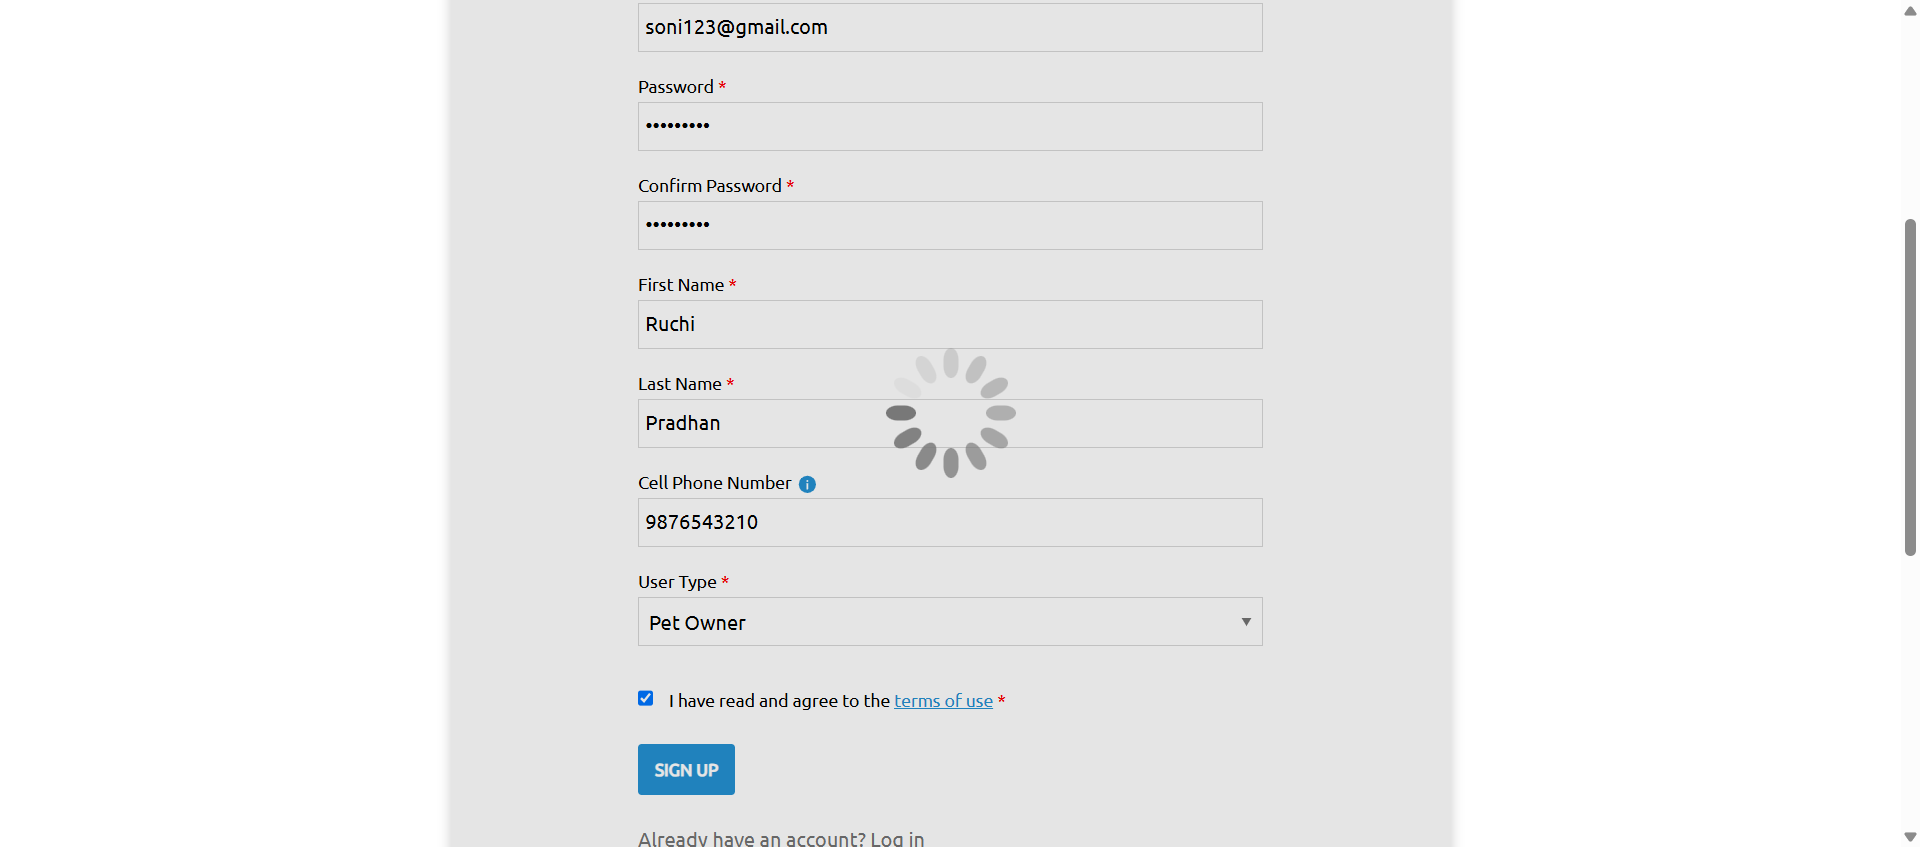 soni123@gmail.com
Password *
•••••••••
Confirm Password *
•••••••••
First Name *
Ruchi
Last Name *
Pradhan
Cell Phone Number i
9876543210
User Type *
Pet Owner
I have read and agree to the terms of use *
SIGN UP
Already have an account? Log in